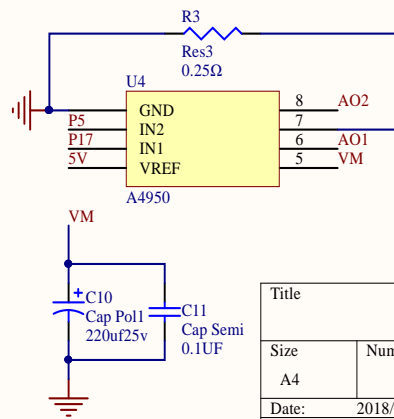 R3
Res3
0.25Ω
U4
GND
IN2
IN1
VREF
P5
P17
5V
8 AO2
7
6 AO1
5 VM
A4950
VM
+
C10
Cap Pol1
220uf25v
C11
Cap Semi
0.1UF
Title
Size
A4
Date: 2018/